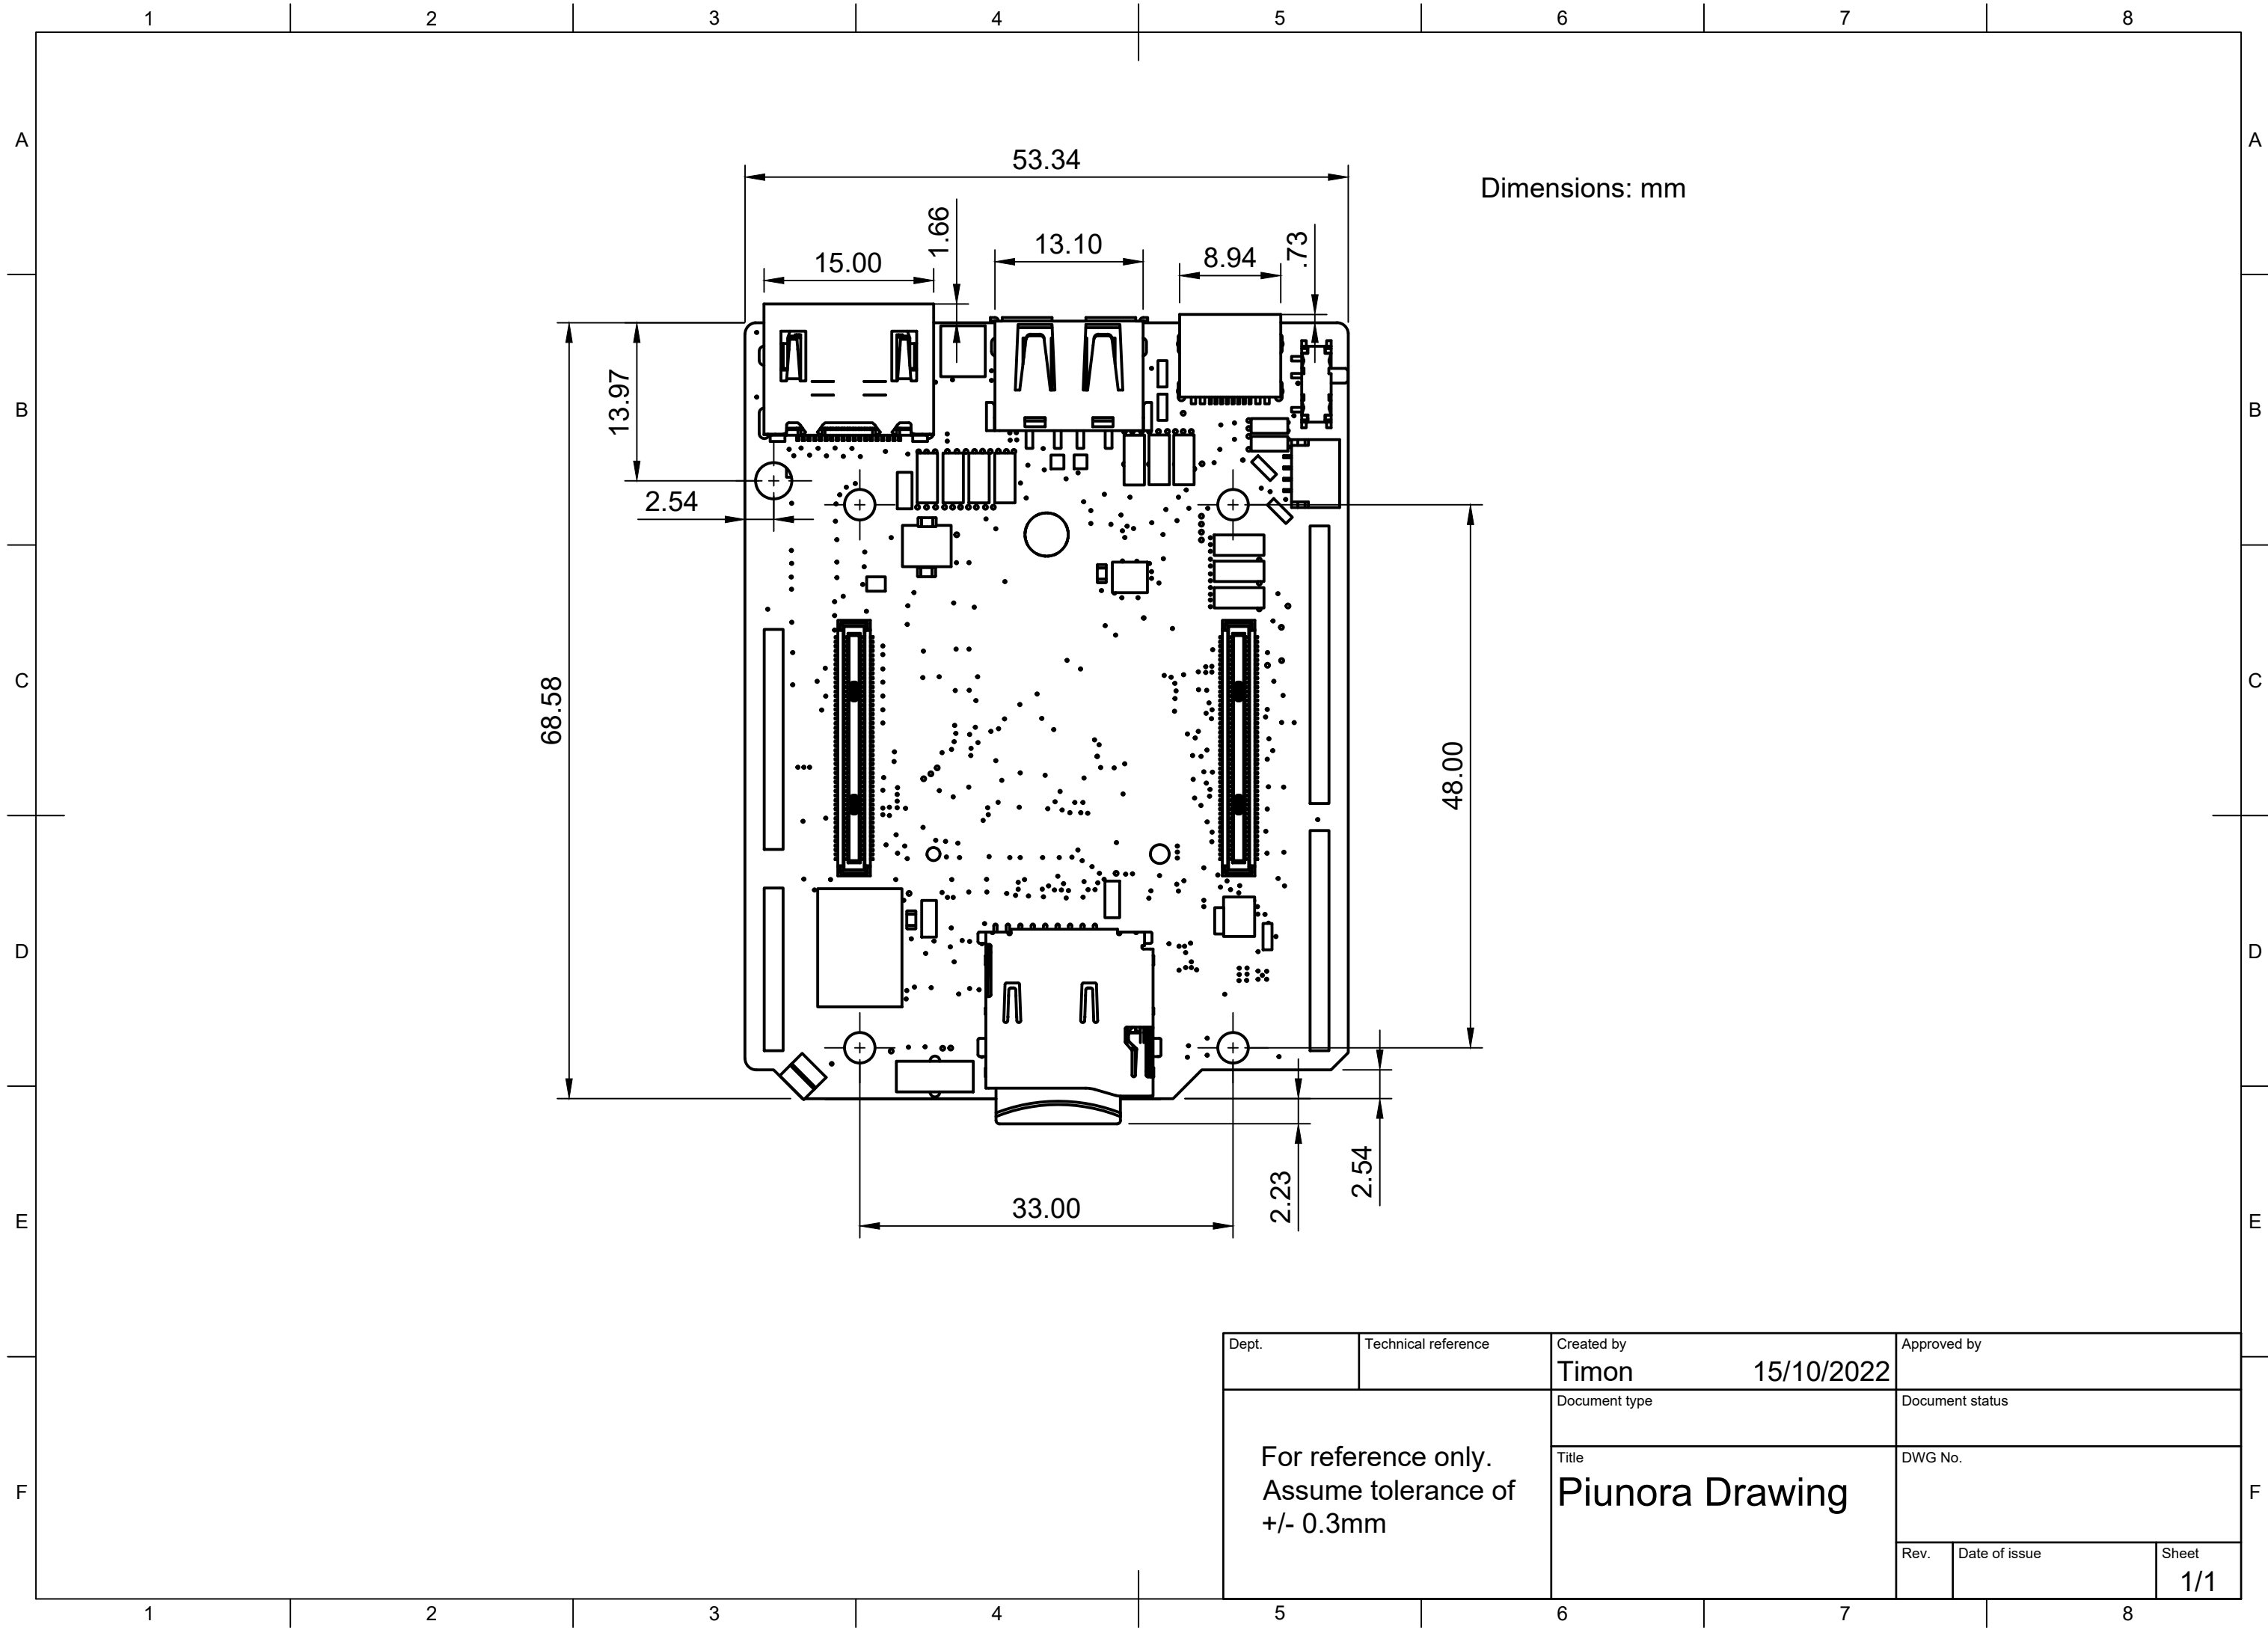 1 2 3 4 5 6 7 8
A A
53.34
Dimensions: mm
1.66
15.00 13.10 8.94 .73
B B
13.97
2.54
C C
68.58
48.00
D D
2.54
2.23
33.00
E E
Dept. Technical reference Created by Approved by
Timon 15/10/2022
Document type Document status
For reference only.
Assume tolerance of
+/- 0.3mm
Title DWG No.
Piunora Drawing
F F
Rev. Date of issue Sheet
1/1
1 2 3 4 5 6 7 8